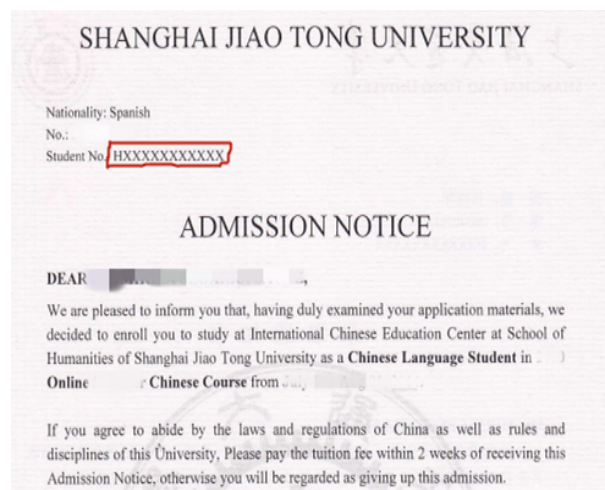 SHANGHAI JIAO TONG UNIVERSITY
Nationality: Spanish
No.:
Student No. HXXXXXXXXXXX
ADMISSION NOTICE
DEAR ,
We are pleased to inform you that, having duly examined your application materials, we
decided to enroll you to study at International Chinese Education Center at School of
Humanities of Shanghai Jiao Tong University as a Chinese Language Student in
Online Chinese Course from
If you agree to abide by the laws and regulations of China as well as rules and
disciplines of this Ùniversity, Please pay the tuition fee within 2 weeks of receiving this
Admission Notice, otherwise you will be regarded as giving up this admission.